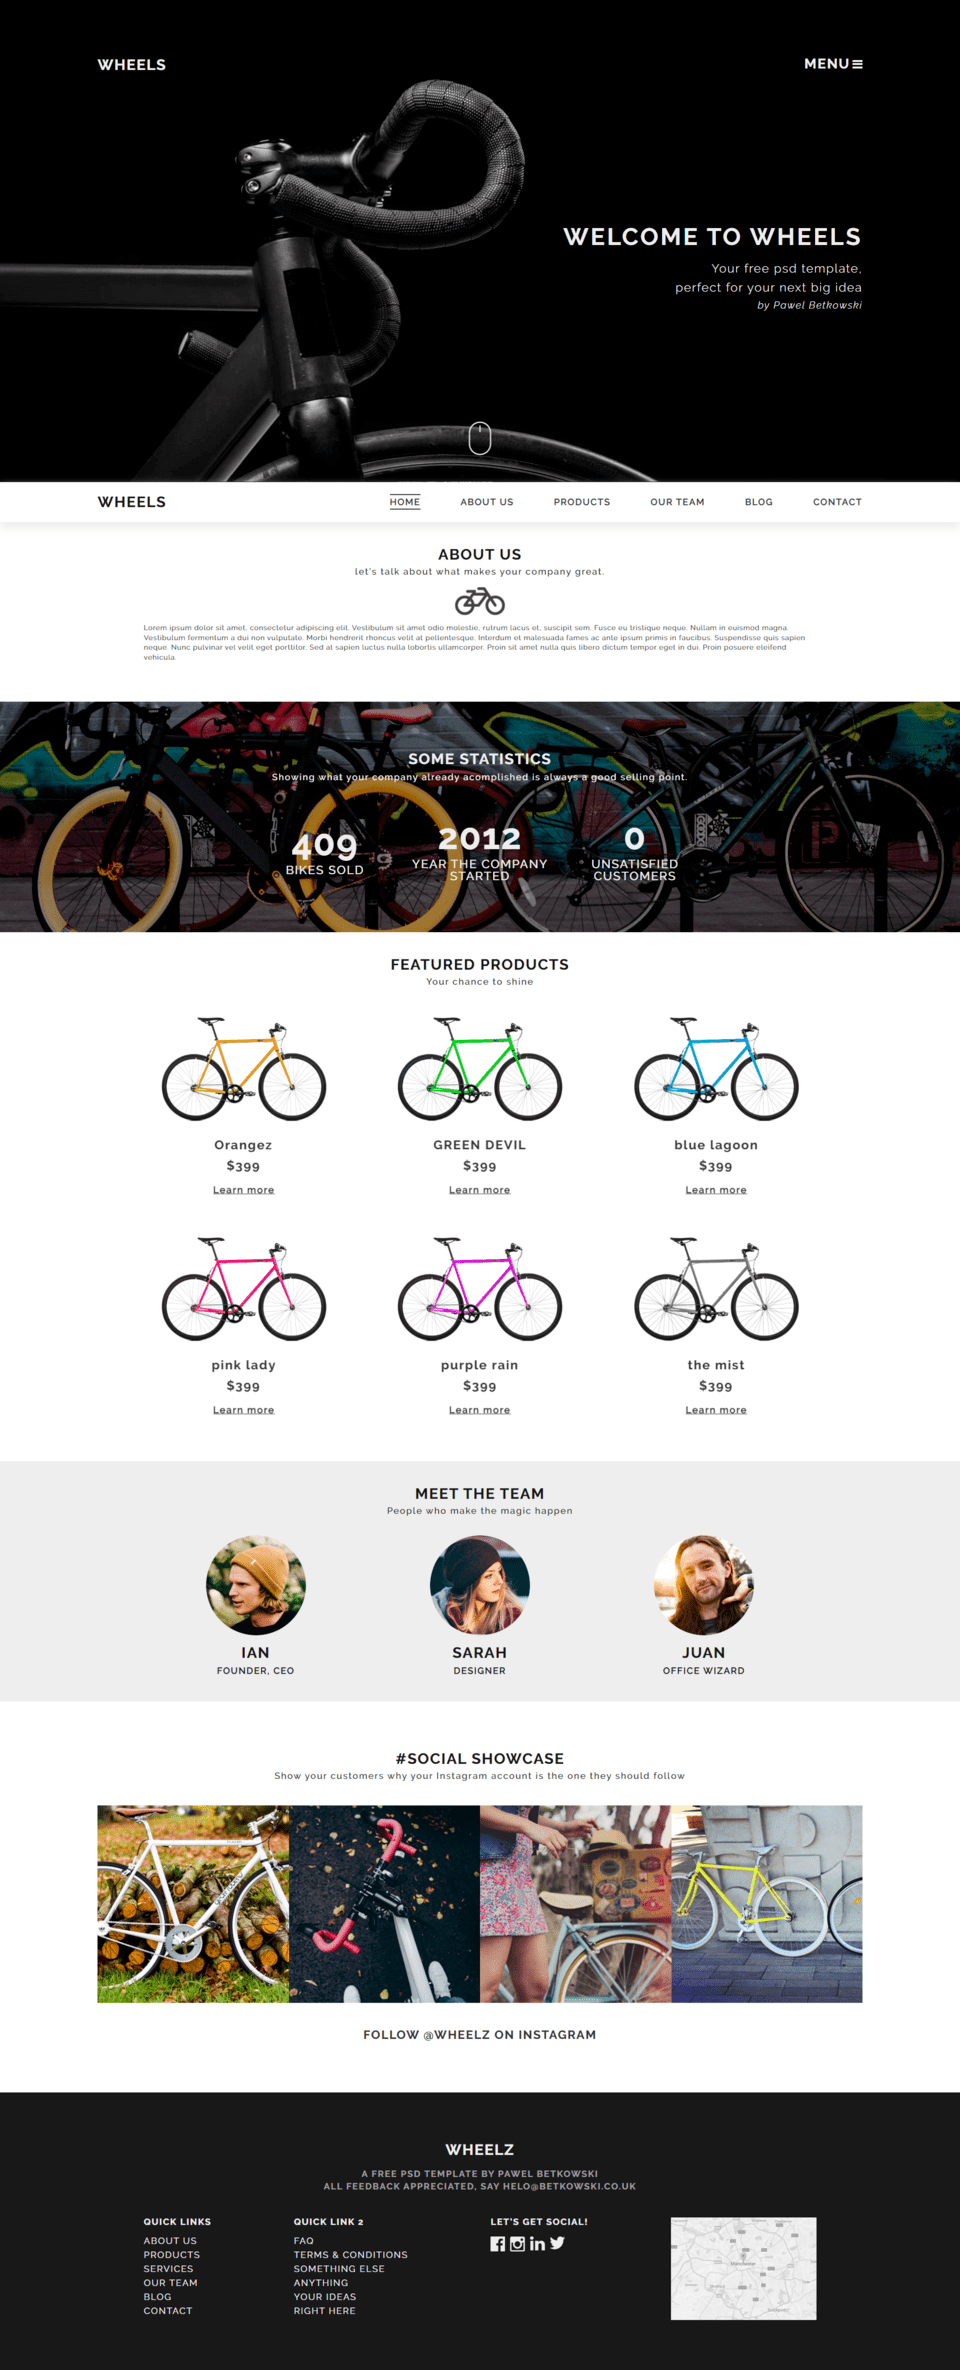 WHEELS
MENU
WELCOME TO WHEELS
Your free psd template,
perfect for your next big idea
by Pawel Betkowski
WHEELS
HOME
ABOUT US
PRODUCTS
OUR TEAM
BLOG
CONTACT
ABOUT US
let's talk about what makes your company great.
Lorem ipsum dolor sit amet, consectetur adipiscing elit. Vestibulum sit amet odio molestie, rutrum lacus et, suscipit sem. Fusce eu tristique neque. Nullam in euismod magna.
Vestibulum fermentum a dui non vulputate. Morbi hendrerit rhoncus velit at pellentesque. Interdum et malesuada fames ac ante ipsum primis in faucibus. Suspendisse quis sapien
neque. Nunc pulvinar vel velit eget porttitor. Sed at sapien luctus nulla lobortis ullamcorper. Proin sit amet nulla quis libero dictum tempor eget in dui. Proin posuere eleifend
vehicula.
SOME STATISTICS
Showing what your company already acomplished is always a good selling point.
409
BIKES SOLD
2012
YEAR THE COMPANY
STARTED
0
UNSATISFIED
CUSTOMERS
FEATURED PRODUCTS
Your chance to shine
Orangez
$399
Learn more
GREEN DEVIL
$399
Learn more
blue lagoon
$399
Learn more
pink lady
$399
Learn more
purple rain
$399
Learn more
the mist
$399
Learn more
MEET THE TEAM
People who make the magic happen
IAN
FOUNDER, CEO
SARAH
DESIGNER
JUAN
OFFICE WIZARD
#SOCIAL SHOWCASE
Show your customers why your Instagram account is the one they should follow
FOLLOW @WHEELZ ON INSTAGRAM
WHEELZ
A FREE PSD TEMPLATE BY PAWEL BETKOWSKI
ALL FEEDBACK APPRECIATED, SAY HELO@BETKOWSKI.CO.UK
QUICK LINKS
ABOUT US
PRODUCTS
SERVICES
OUR TEAM
BLOG
CONTACT
QUICK LINK 2
FAQ
TERMS & CONDITIONS
SOMETHING ELSE
ANYTHING
YOUR IDEAS
RIGHT HERE
LET'S GET SOCIAL!
Manchester